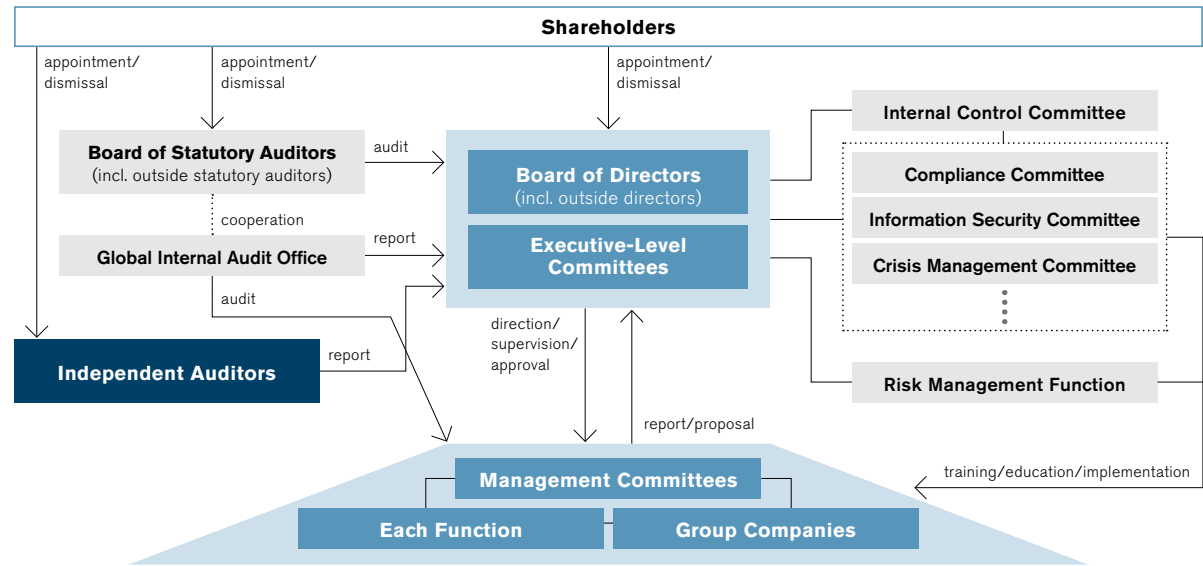 Shareholders
appointment/
dismissal
appointment/
dismissal
appointment/
dismissal
Internal Control Committee
Board of Statutory Auditors
(incl. outside statutory auditors)
audit
Board of Directors
(incl. outside directors)
Compliance Committee
Information Security Committee
Crisis Management Committee
cooperation
Global Internal Audit Office
report
Executive-Level
Committees
audit
direction/
supervision/
approval
Independent Auditors
report
Risk Management Function
report/proposal
training/education/implementation
Management Committees
Each Function
Group Companies